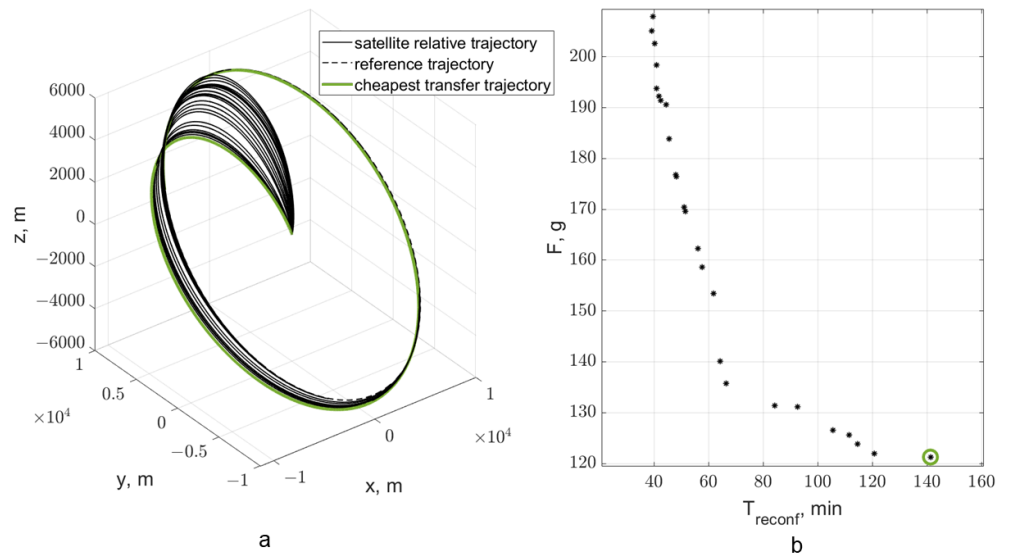 satellite relative trajectory
reference trajectory
cheapest transfer trajectory
6000
4000
2000
0
−2000
−4000
−6000
z, m
1
0.5
0
−0.5
−1
×10⁴
y, m
−1
0
1
×10⁴
x, m
a
200
190
180
170
160
150
140
130
120
F, g
40 60 80 100 120 140 160
T_reconf, min
b